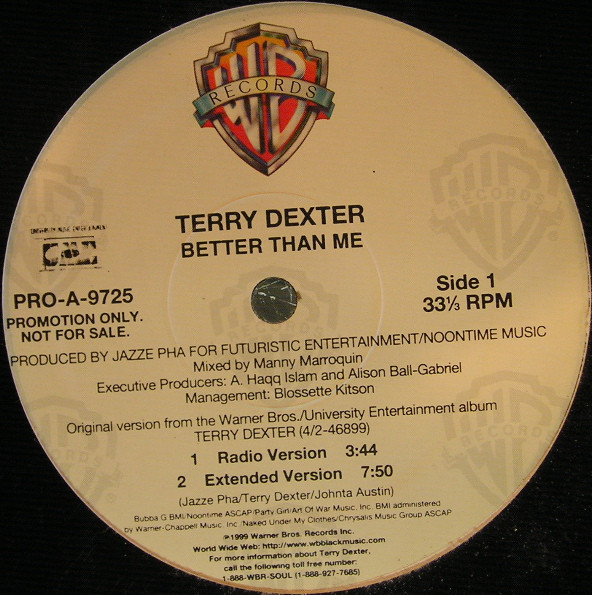 WB
RECORDS
TERRY DEXTER
BETTER THAN ME
PRO-A-9725
PROMOTION ONLY.
NOT FOR SALE.
Side 1
33⅓ RPM
PRODUCED BY JAZZE PHA FOR FUTURISTIC ENTERTAINMENT/NOONTIME MUSIC
Mixed by Manny Marroquin
Executive Producers: A. Haqq Islam and Alison Ball-Gabriel
Management: Blossette Kitson
Original version from the Warner Bros./University Entertainment album
TERRY DEXTER (4/2-46899)
1 Radio Version 3:44
2 Extended Version 7:50
(Jazze Pha/Terry Dexter/Johnta Austin)
Bubba G BMI/Noontime ASCAP/Party Girl/Art Of War Music, Inc. BMI administered
by Warner-Chappell Music, Inc./Naked Under My Clothes/Chrysalis Music Group ASCAP
℗1999 Warner Bros. Records Inc.
World Wide Web: http://www.wbblackmusic.com
For more information about Terry Dexter,
call the following toll free number:
1-888-WBR-SOUL (1-888-927-7685)